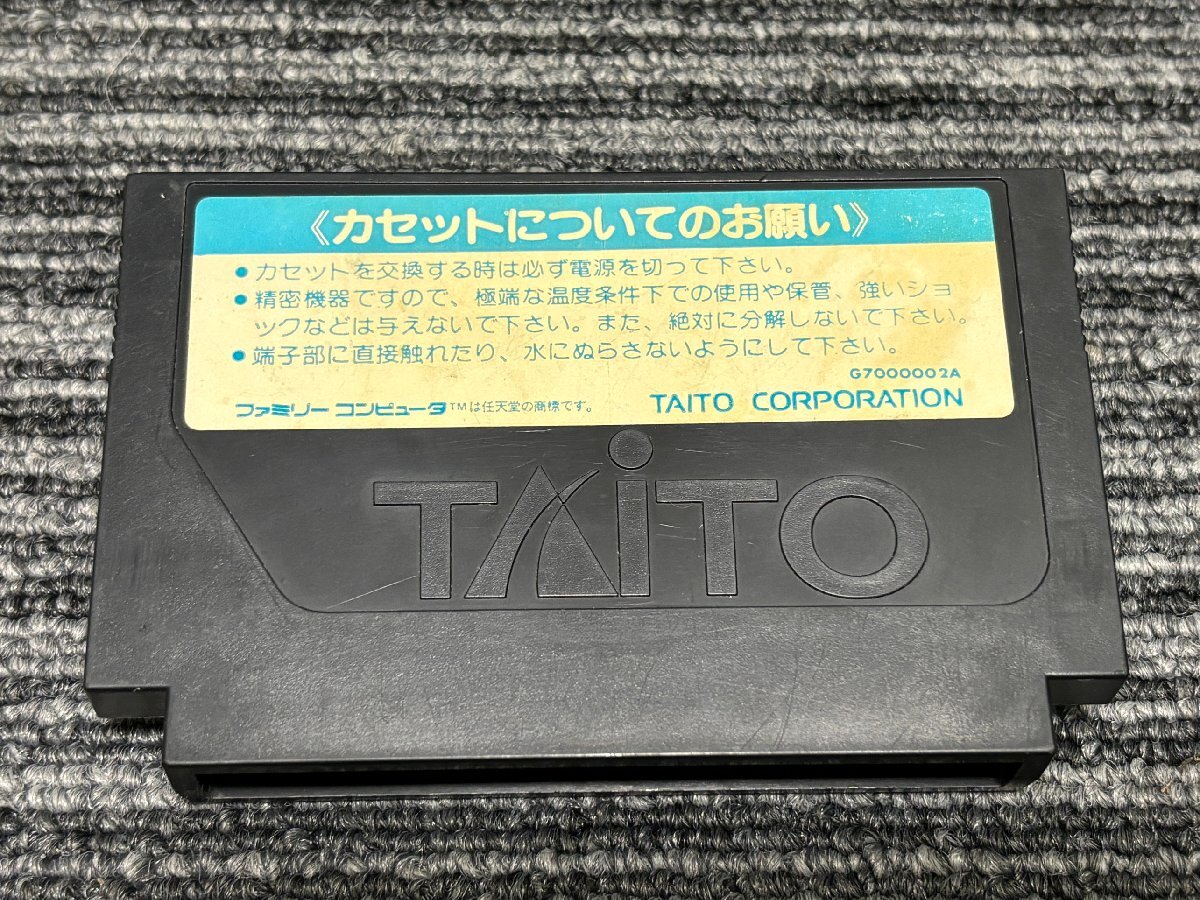 《カセットについてのお願い》
● カセットを交換する時は必ず電源を切って下さい。
● 精密機器ですので、極端な温度条件下での使用や保管、強いショ
ックなどは与えないで下さい。また、絶対に分解しないで下さい。
● 端子部に直接触れたり、水にぬらさないようにして下さい。
G7000002A
ファミリー コンピュータ™は任天堂の商標です。 TAITO CORPORATION
TAiTO